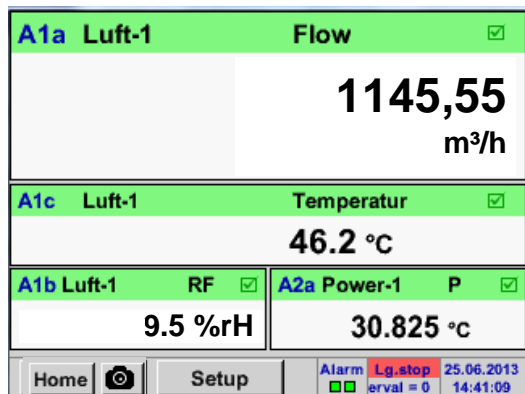 A1a Luft-1 Flow
1145,55
m³/h
A1c Luft-1 Temperatur
46.2 °C
A1b Luft-1 RF
9.5 %rH
A2a Power-1 P
30.825 °C
Home Setup
Alarm Lg.stop 25.06.2013
erval = 0 14:41:09